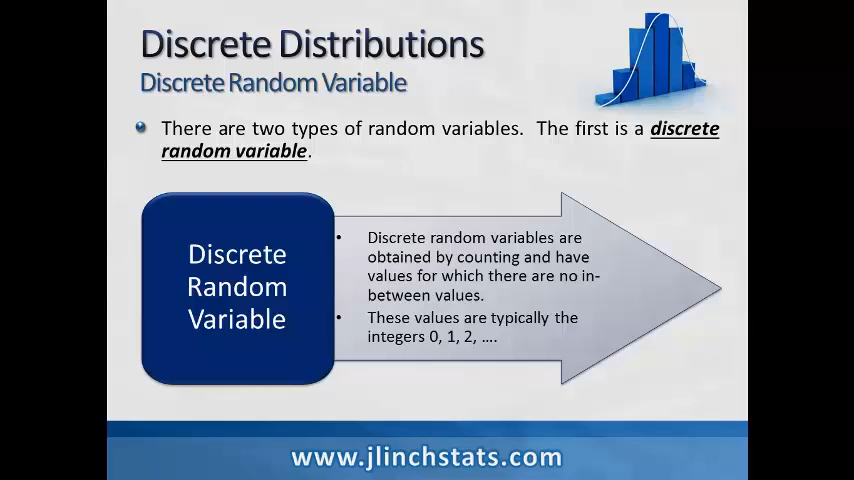 Discrete Distributions
Discrete Random Variable
There are two types of random variables. The first is a discrete
random variable.
Discrete
Random
Variable
• Discrete random variables are
obtained by counting and have
values for which there are no in-
between values.
• These values are typically the
integers 0, 1, 2, ….
www.jlinchstats.com